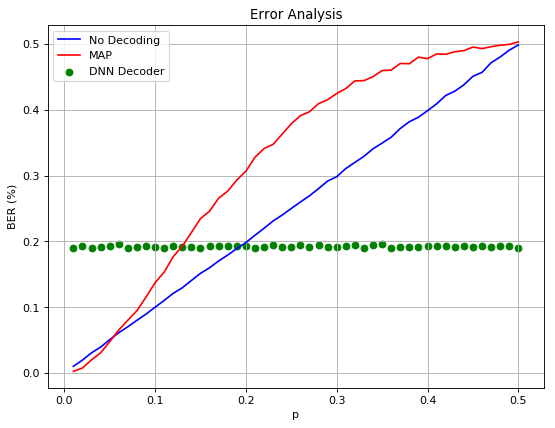 Error Analysis
No Decoding
MAP
DNN Decoder
BER (%)
0.5
0.4
0.3
0.2
0.1
0.0
0.0 0.1 0.2 0.3 0.4 0.5
p